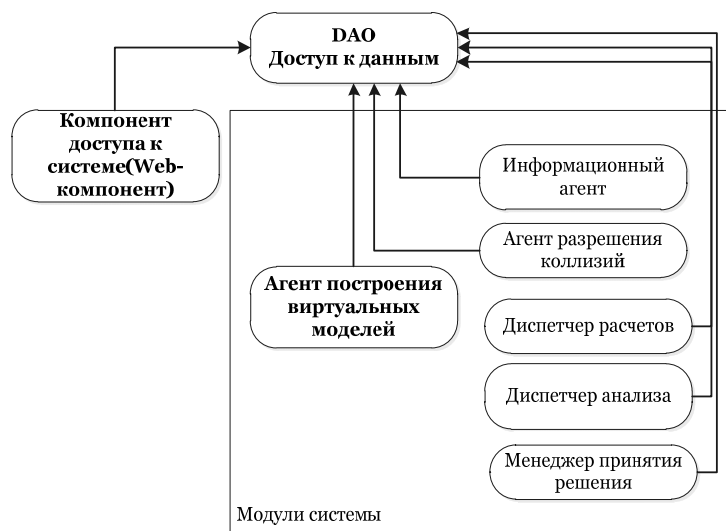 DAO
Доступ к данным
Компонент
доступа к
системе(Web-
компонент)
Информационный
агент
Агент разрешения
коллизий
Агент построения
виртуальных
моделей
Диспетчер расчетов
Диспетчер анализа
Менеджер принятия
решения
Модули системы